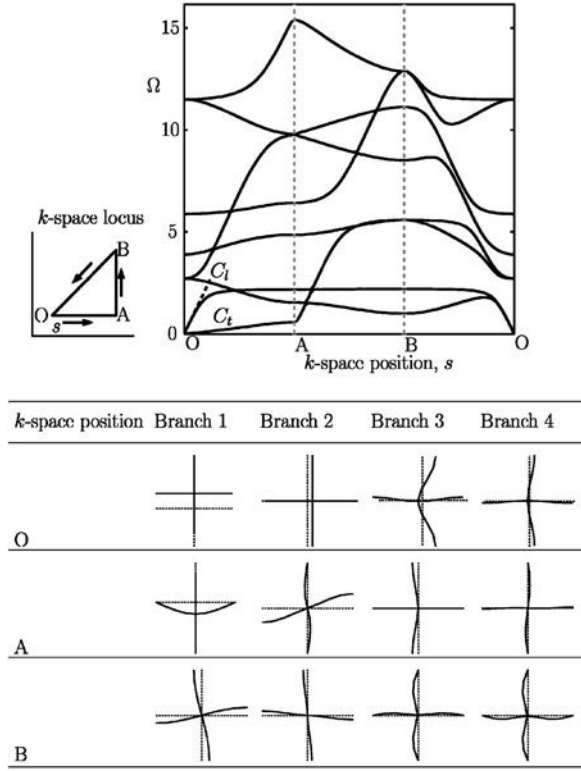 15
Ω
10
k-space locus
5
B
C_l
O
A
s
C_t
0
O
A
B
O
k-space position, s
k-space position Branch 1 Branch 2 Branch 3 Branch 4
O
A
B